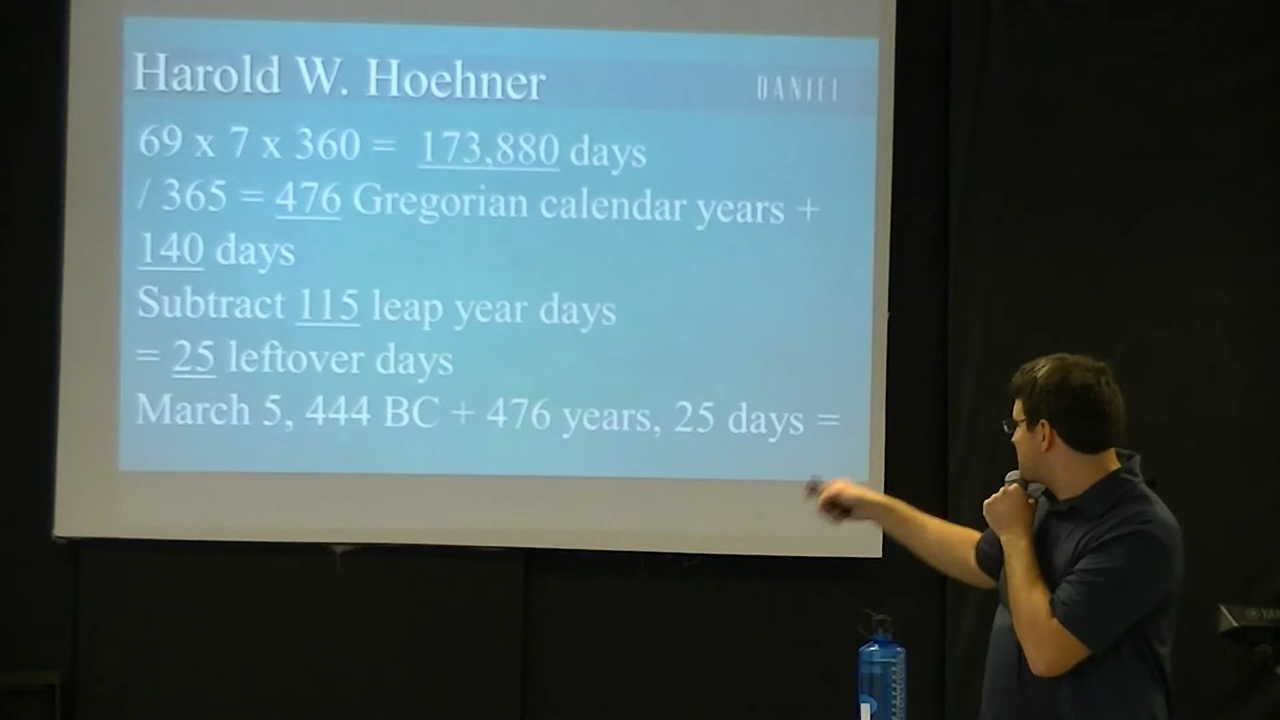 Harold W. Hoehner
DANIEL
69 x 7 x 360 = 173,880 days
/ 365 = 476 Gregorian calendar years +
140 days
Subtract 115 leap year days
= 25 leftover days
March 5, 444 BC + 476 years, 25 days =